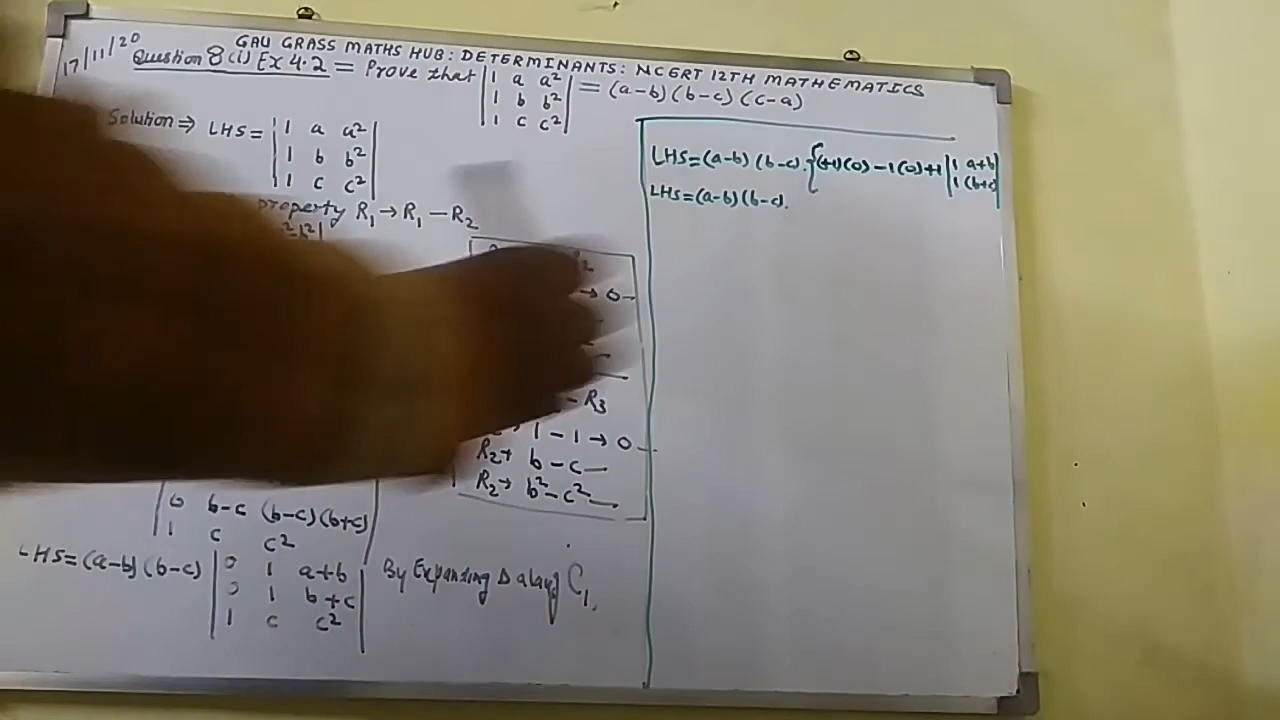 GAU GRASS MATHS HUB: DETERMINANTS: NCERT 12TH MATHEMATICS
17/11/20 Question 8(i) Ex 4.2 = Prove that |1 a a²| = (a-b)(b-c)(c-a)
|1 b b²|
|1 c c²|
Solution ⇒ LHS = |1 a a²|
|1 b b²|
|1 c c²|
property R₁ → R₁ - R₂
→ 0
- R₃
1 - 1 → 0
R₂→ b - c
R₂→ b² - c²
0 b-c (b-c)(b+c)
1 c c²
LHS = (a-b)(b-c) |0 1 a+b| By Expanding Δ along C₁.
|0 1 b+c|
|1 c c²|
LHS = (a-b)(b-c).{(+1)(0) - 1(0) + 1 |1 a+b|
|1 (b+c)|
LHS = (a-b)(b-c).